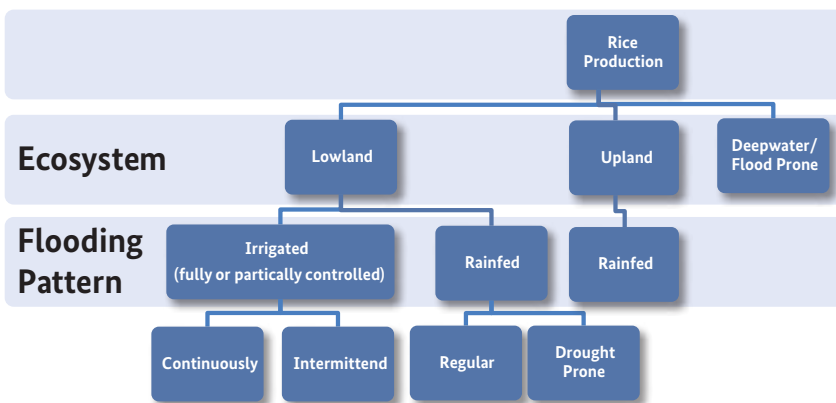 Rice
Production
Ecosystem
Lowland
Upland
Deepwater/
Flood Prone
Flooding
Pattern
Irrigated
(fully or partically controlled)
Rainfed
Rainfed
Continuously
Intermittend
Regular
Drought
Prone